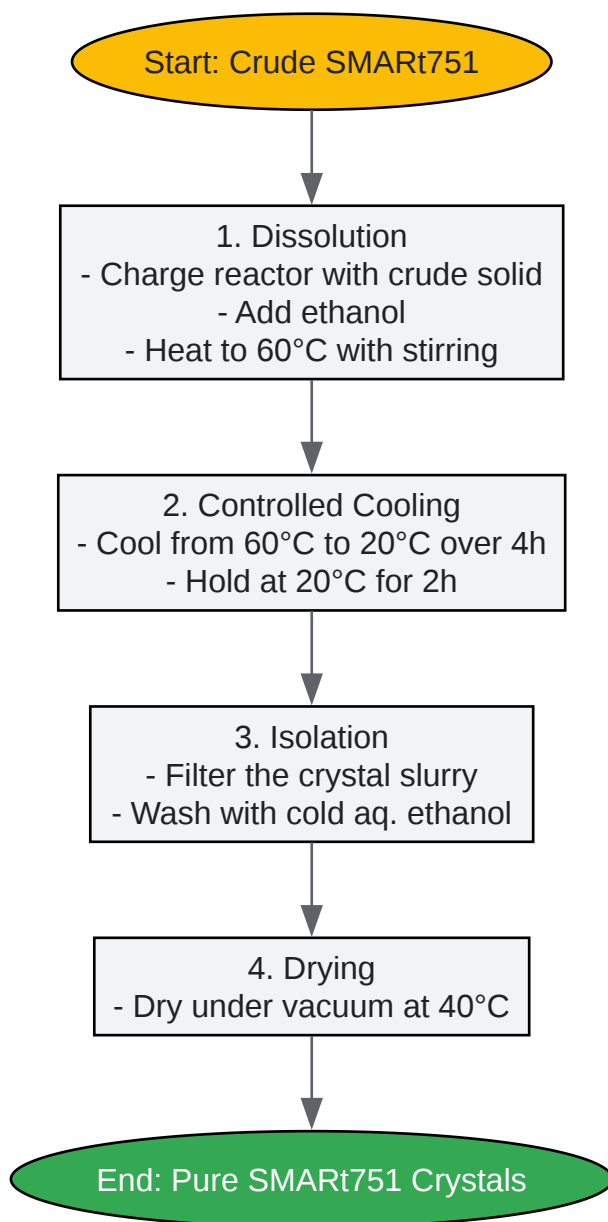 Start: Crude SMARt751
1. Dissolution
- Charge reactor with crude solid
- Add ethanol
- Heat to 60°C with stirring
2. Controlled Cooling
- Cool from 60°C to 20°C over 4h
- Hold at 20°C for 2h
3. Isolation
- Filter the crystal slurry
- Wash with cold aq. ethanol
4. Drying
- Dry under vacuum at 40°C
End: Pure SMARt751 Crystals